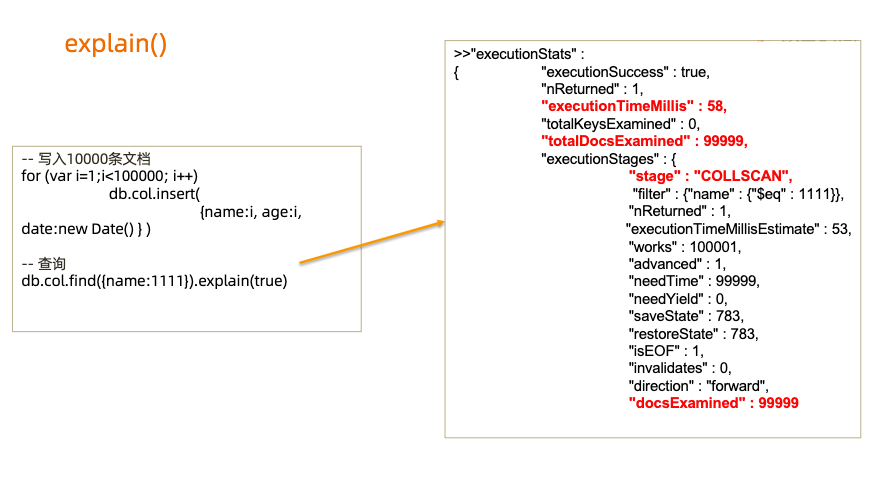 explain()
-- 写入10000条文档
for (var i=1;i<100000; i++)
db.col.insert(
{name:i, age:i,
date:new Date() } )
-- 查询
db.col.find({name:1111}).explain(true)
>>"executionStats" :
{ "executionSuccess" : true,
"nReturned" : 1,
"executionTimeMillis" : 58,
"totalKeysExamined" : 0,
"totalDocsExamined" : 99999,
"executionStages" : {
"stage" : "COLLSCAN",
"filter" : {"name" : {"$eq" : 1111}},
"nReturned" : 1,
"executionTimeMillisEstimate" : 53,
"works" : 100001,
"advanced" : 1,
"needTime" : 99999,
"needYield" : 0,
"saveState" : 783,
"restoreState" : 783,
"isEOF" : 1,
"invalidates" : 0,
"direction" : "forward",
"docsExamined" : 99999